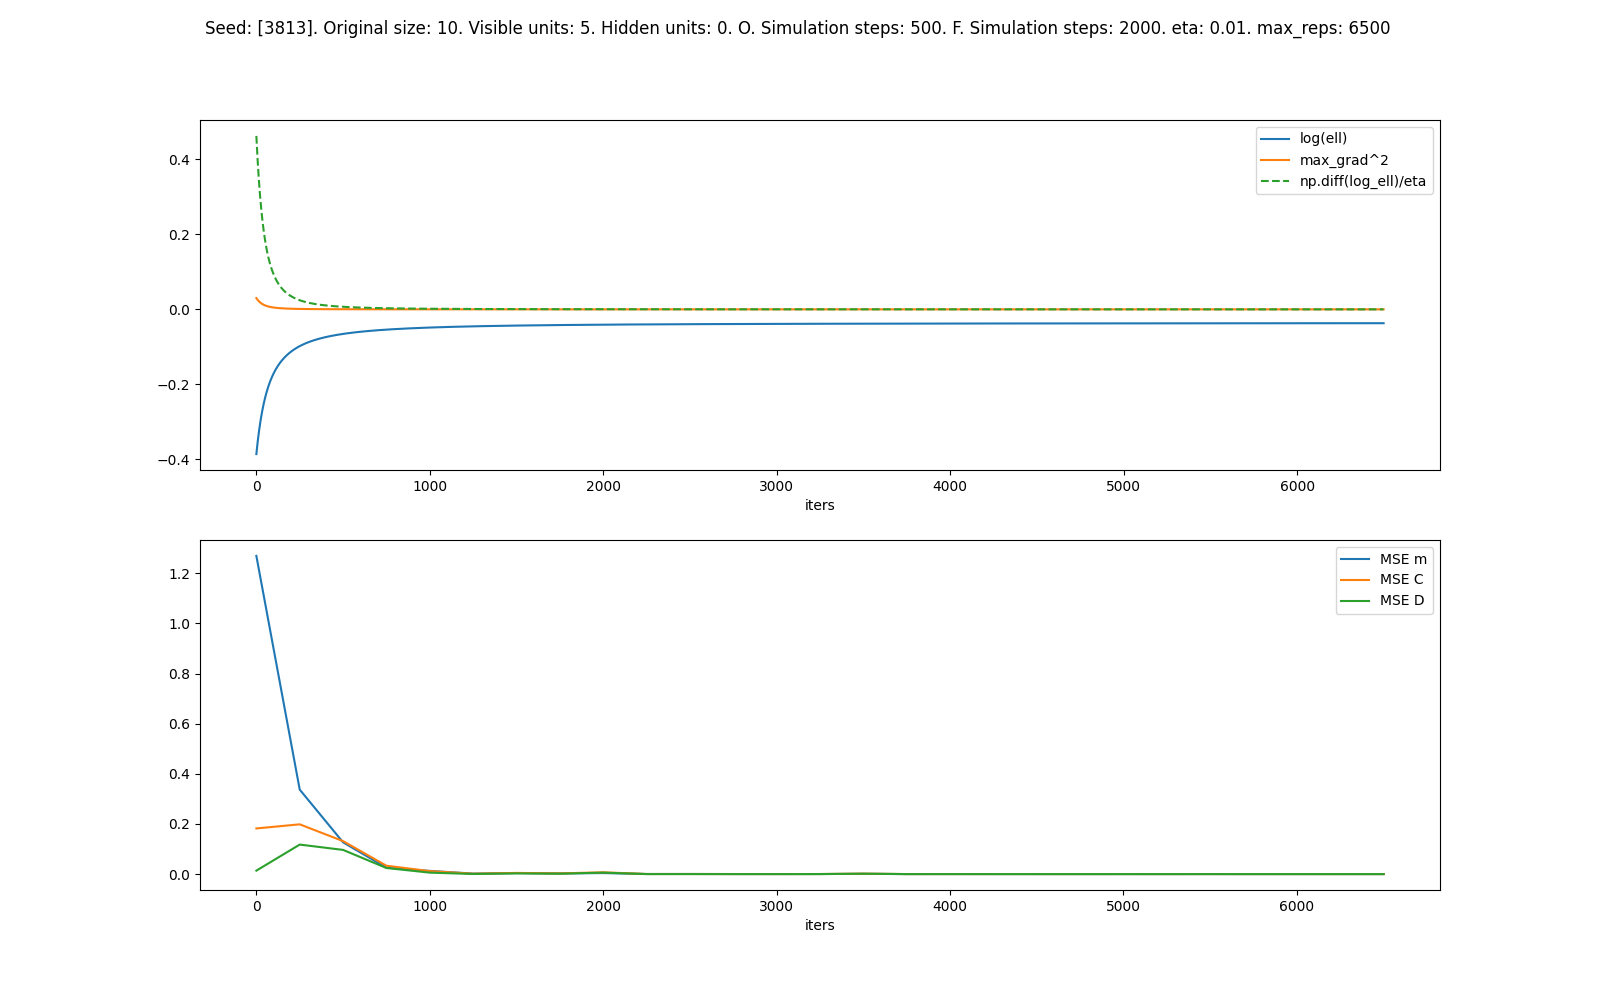 Seed: [3813]. Original size: 10. Visible units: 5. Hidden units: 0. O. Simulation steps: 500. F. Simulation steps: 2000. eta: 0.01. max_reps: 6500
log(ell)
max_grad^2
np.diff(log_ell)/eta
0.4
0.2
0.0
−0.2
−0.4
0 1000 2000 3000 4000 5000 6000
iters
MSE m
MSE C
MSE D
1.2
1.0
0.8
0.6
0.4
0.2
0.0
0 1000 2000 3000 4000 5000 6000
iters